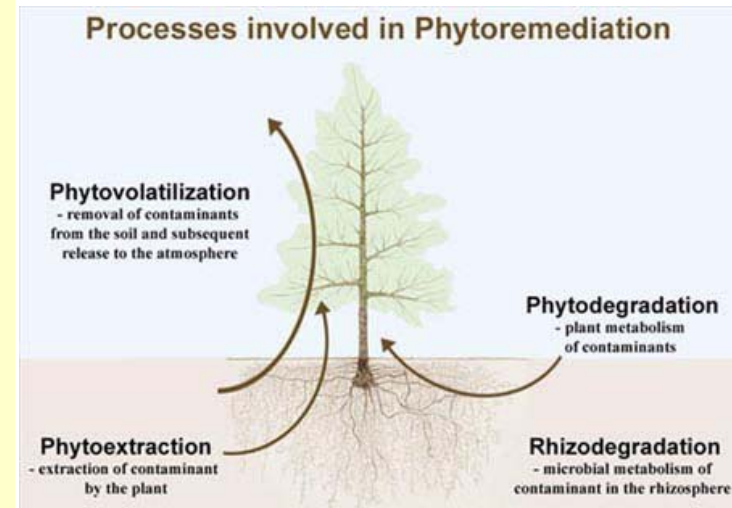 Processes involved in Phytoremediation
Phytovolatilization
- removal of contaminants
from the soil and subsequent
release to the atmosphere
Phytodegradation
- plant metabolism
of contaminants
Phytoextraction
- extraction of contaminant
by the plant
Rhizodegradation
- microbial metabolism of
contaminant in the rhizosphere